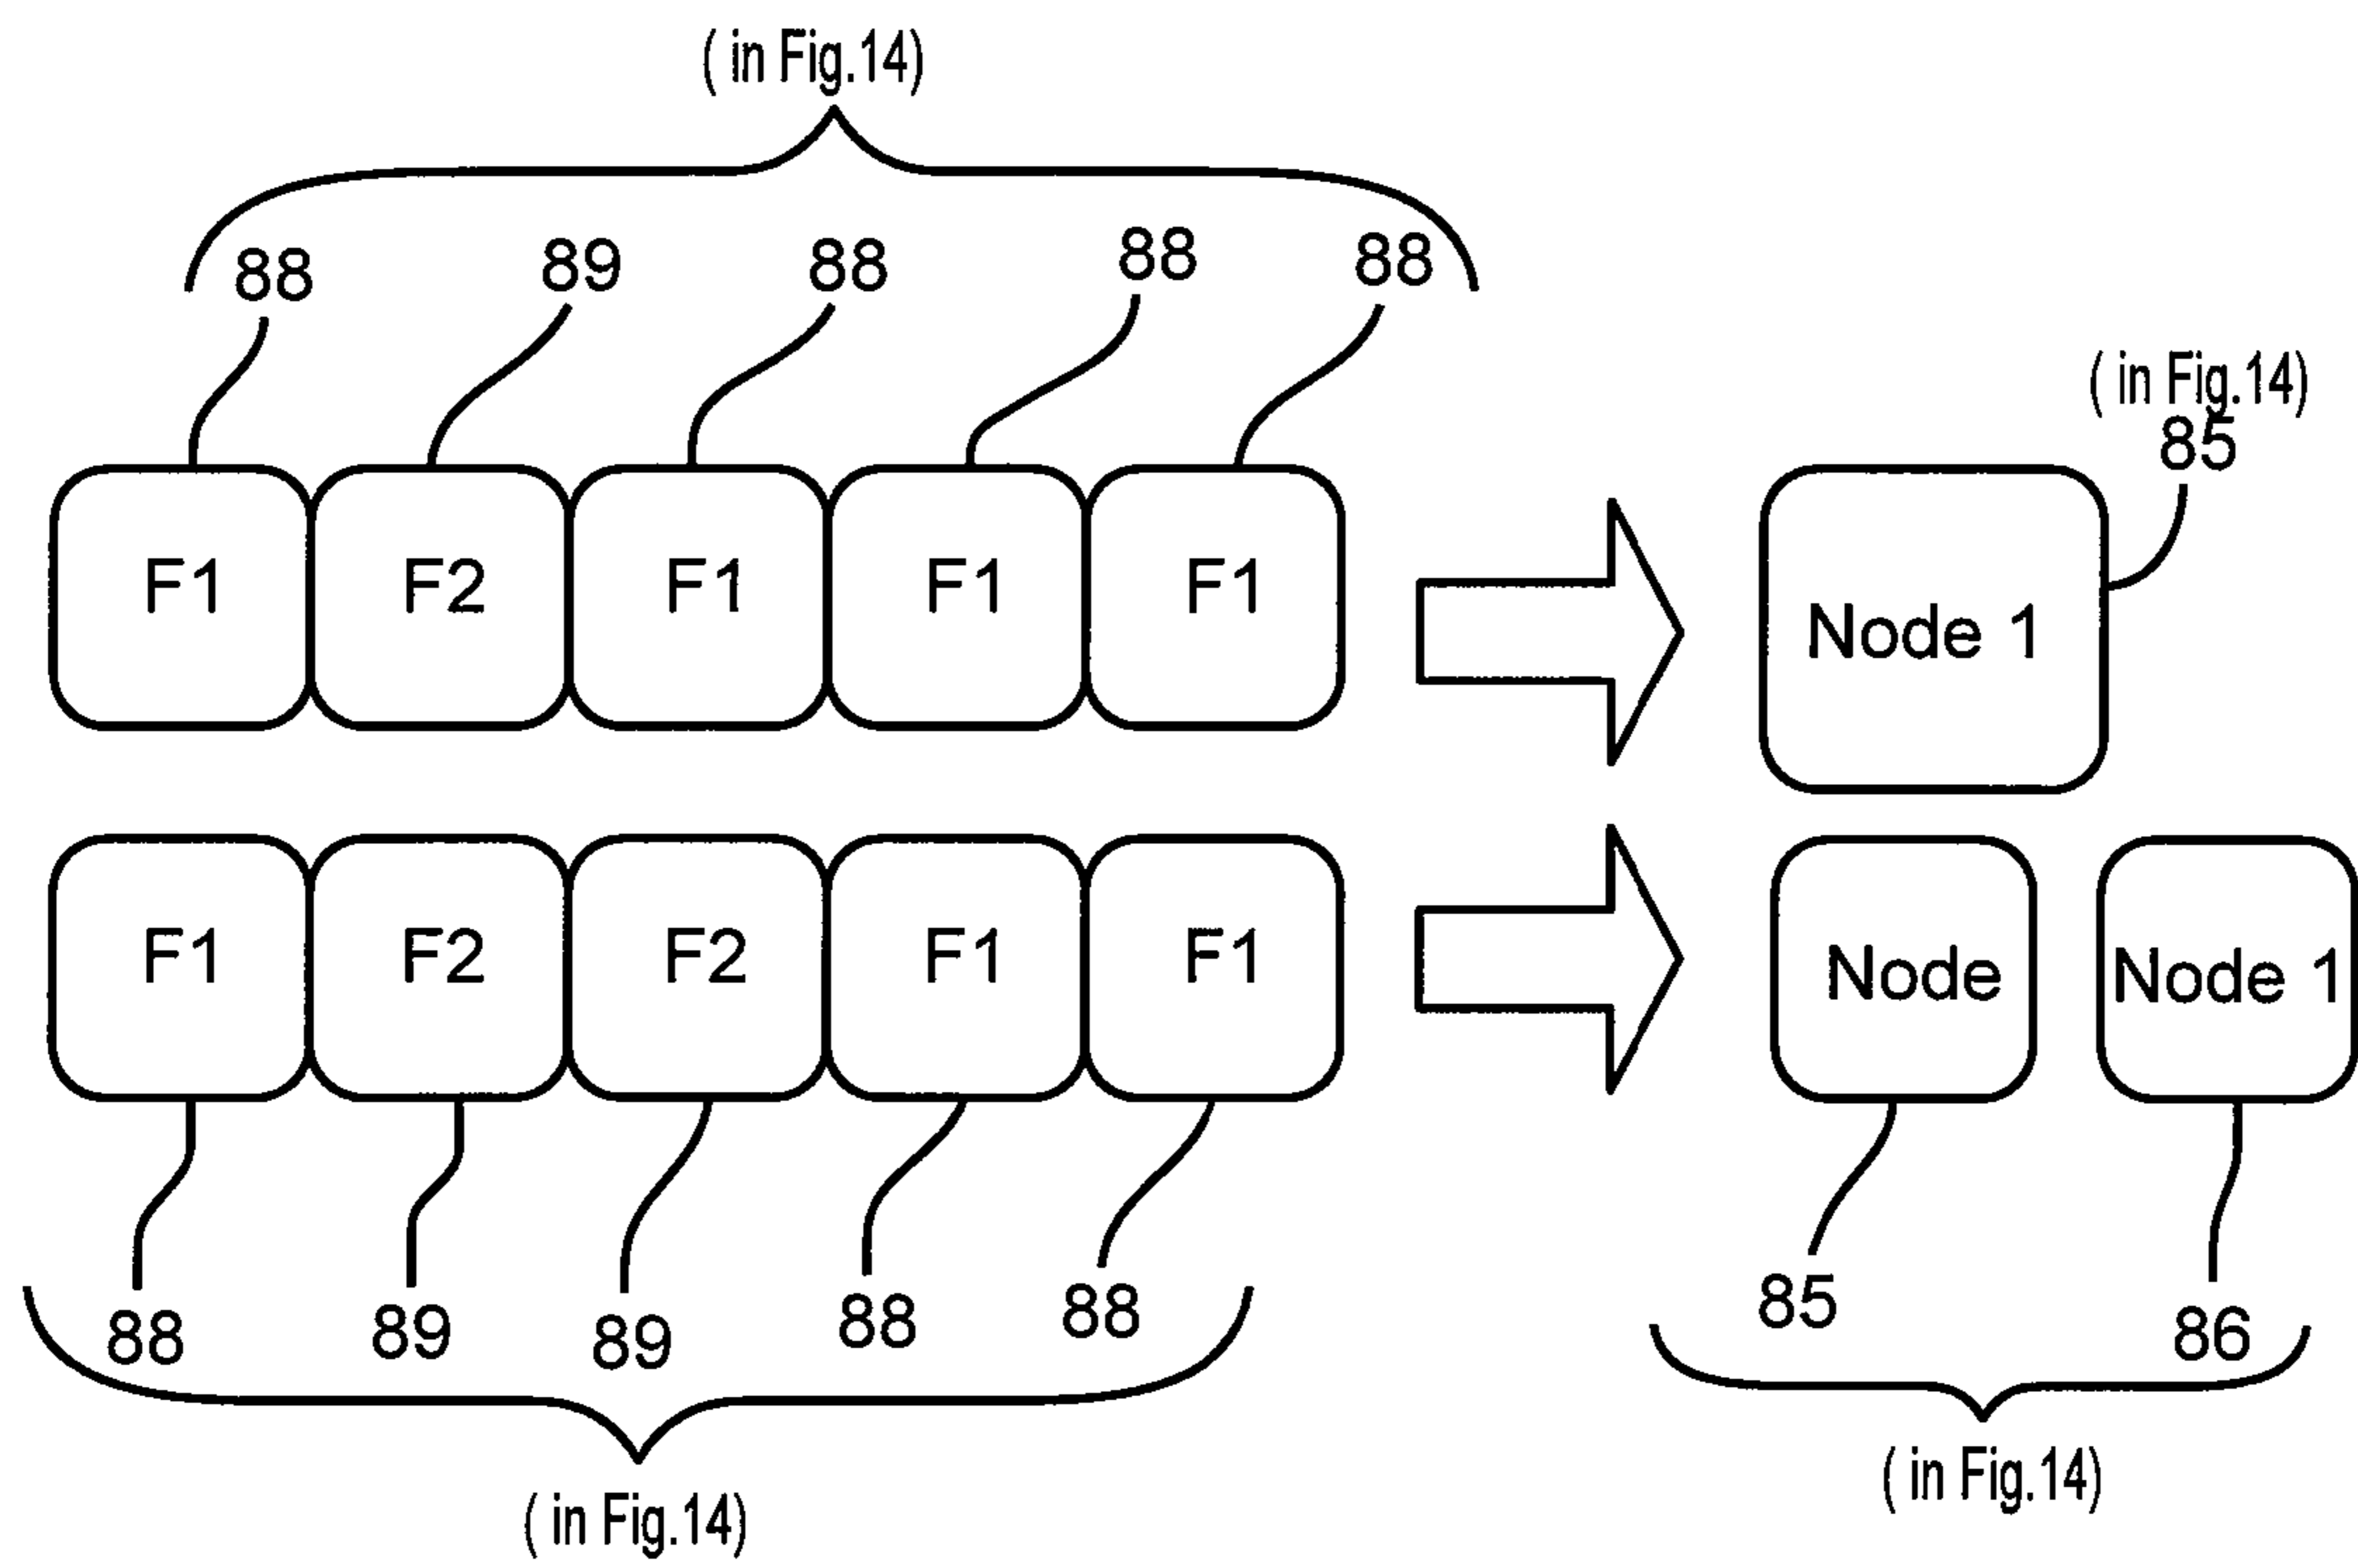 ( in Fig.14)
88 89 88 88 88
( in Fig.14)
85
F1 F2 F1 F1 F1
Node 1
F1 F2 F2 F1 F1
Node Node 1
88 89 89 88 88
85 86
( in Fig.14)
( in Fig.14)